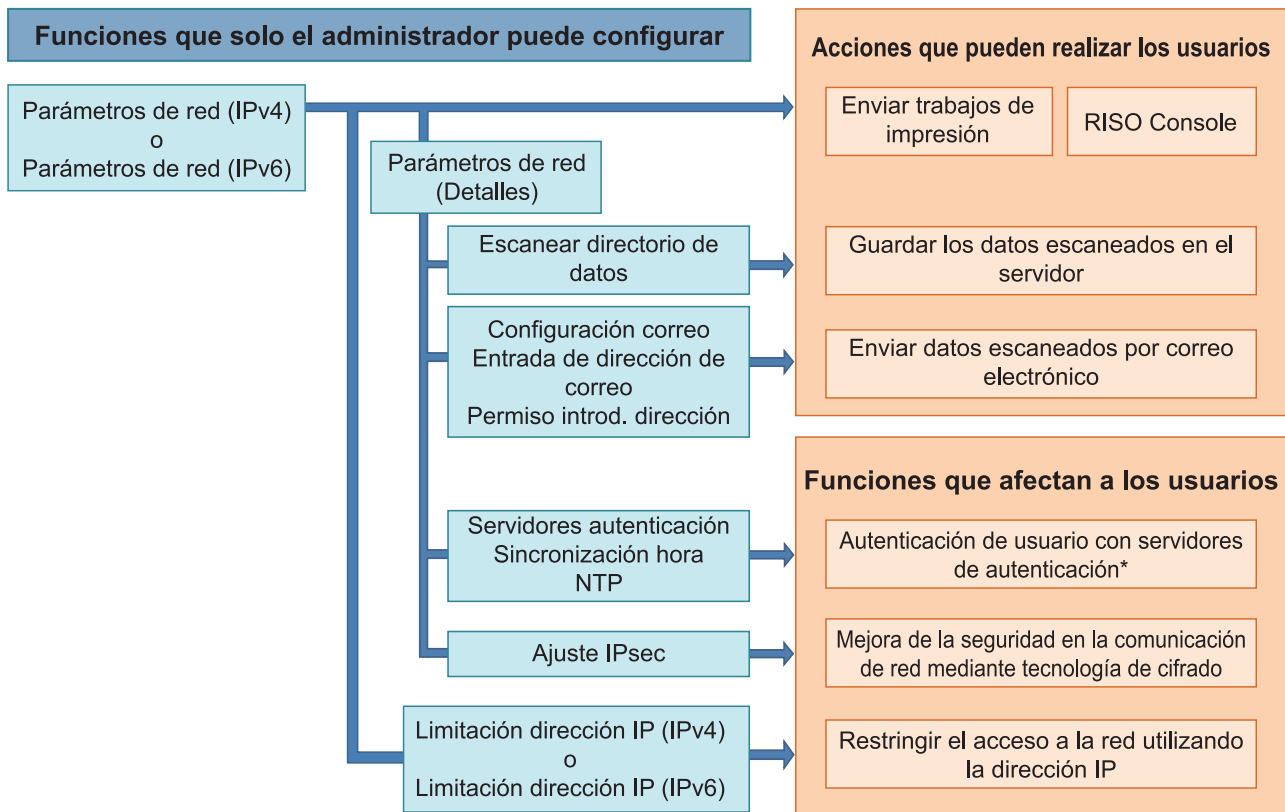 Funciones que solo el administrador puede configurar
Parámetros de red (IPv4)
o
Parámetros de red (IPv6)
Parámetros de red
(Detalles)
Escanear directorio de
datos
Configuración correo
Entrada de dirección de
correo
Permiso introd. dirección
Servidores autenticación
Sincronización hora
NTP
Ajuste IPsec
Limitación dirección IP (IPv4)
o
Limitación dirección IP (IPv6)
Acciones que pueden realizar los usuarios
Enviar trabajos de
impresión
RISO Console
Guardar los datos escaneados en el
servidor
Enviar datos escaneados por correo
electrónico
Funciones que afectan a los usuarios
Autenticación de usuario con servidores
de autenticación*
Mejora de la seguridad en la comunicación
de red mediante tecnología de cifrado
Restringir el acceso a la red utilizando
la dirección IP